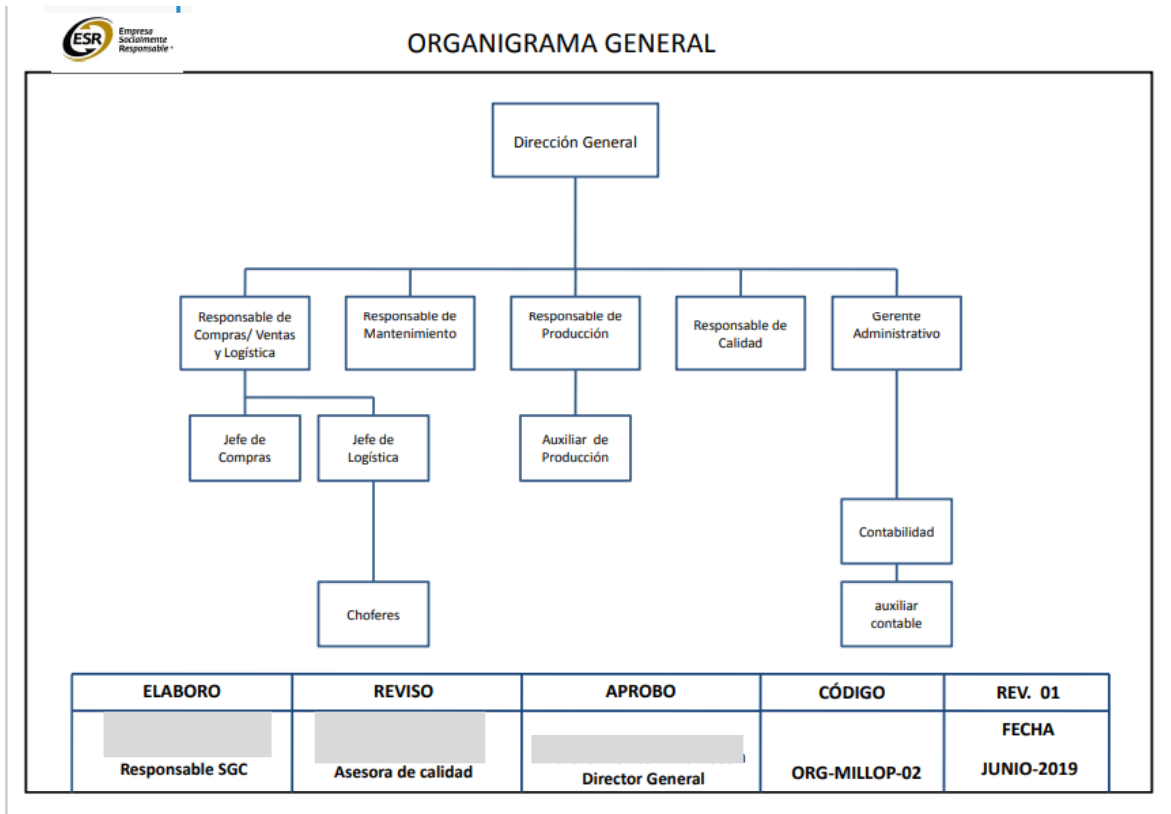 ESR
Empresa
Socialmente
Responsable
ORGANIGRAMA GENERAL
Dirección General
Responsable de
Compras/ Ventas
y Logística
Responsable de
Mantenimiento
Responsable de
Producción
Responsable de
Calidad
Gerente
Administrativo
Jefe de
Compras
Jefe de
Logística
Auxiliar de
Producción
Contabilidad
Choferes
auxiliar
contable
ELABORO
REVISO
APROBO
CÓDIGO
REV. 01
Responsable SGC
Asesora de calidad
Director General
ORG-MILLOP-02
FECHA
JUNIO-2019